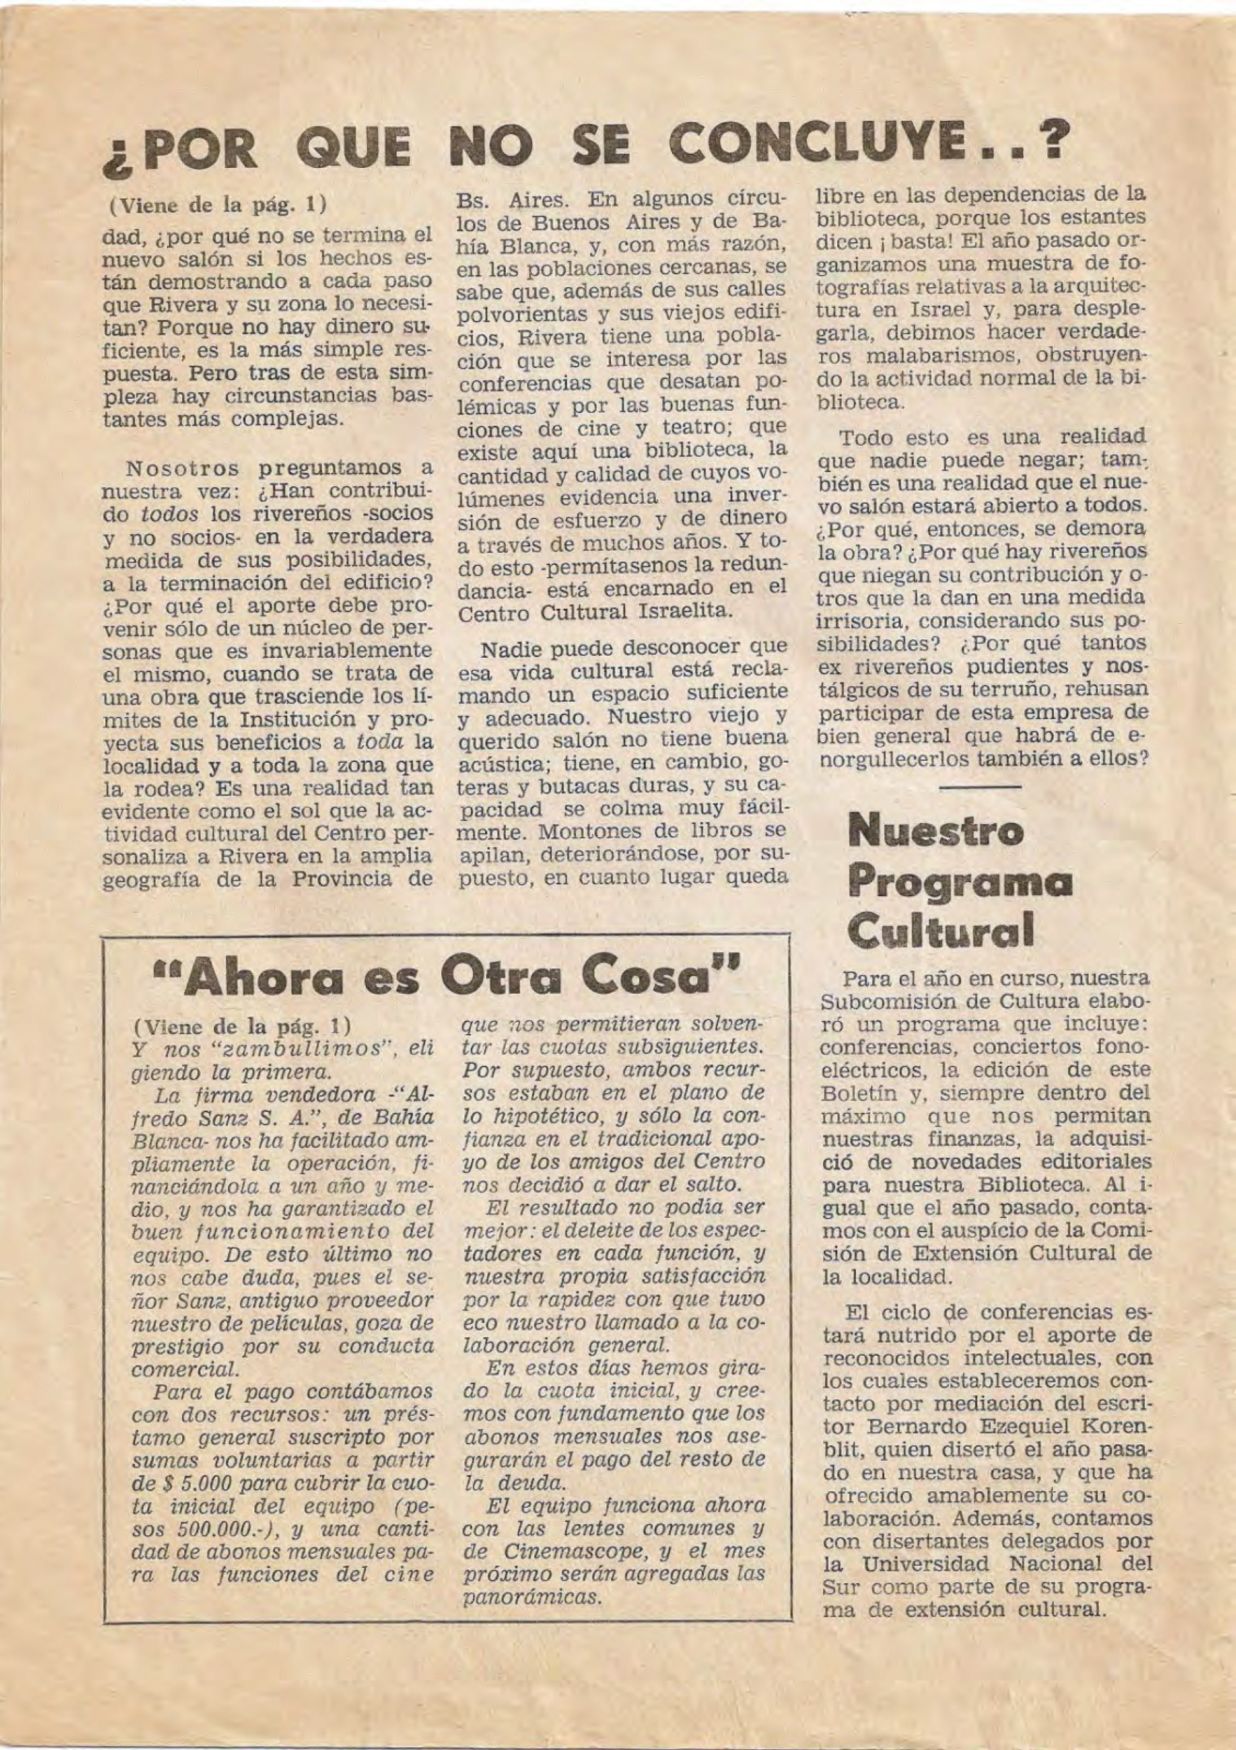 ¿POR QUE NO SE CONCLUYE..?
(Viene de la pág. 1)
dad, ¿por qué no se termina el
nuevo salón si los hechos es-
tán demostrando a cada paso
que Rivera y su zona lo necesi-
tan? Porque no hay dinero su-
ficiente, es la más simple res-
puesta. Pero tras de esta sim-
pleza hay circunstancias bas-
tantes más complejas.
Nosotros preguntamos a
nuestra vez: ¿Han contribui-
do todos los rivereños -socios
y no socios- en la verdadera
medida de sus posibilidades,
a la terminación del edificio?
¿Por qué el aporte debe pro-
venir sólo de un núcleo de per-
sonas que es invariablemente
el mismo, cuando se trata de
una obra que trasciende los lí-
mites de la Institución y pro-
yecta sus beneficios a toda la
localidad y a toda la zona que
la rodea? Es una realidad tan
evidente como el sol que la ac-
tividad cultural del Centro per-
sonaliza a Rivera en la amplia
geografía de la Provincia de
Bs. Aires. En algunos círcu-
los de Buenos Aires y de Ba-
hía Blanca, y, con más razón,
en las poblaciones cercanas, se
sabe que, además de sus calles
polvorientas y sus viejos edifi-
cios, Rivera tiene una pobla-
ción que se interesa por las
conferencias que desatan po-
lémicas y por las buenas fun-
ciones de cine y teatro; que
existe aquí una biblioteca, la
cantidad y calidad de cuyos vo-
lúmenes evidencia una inver-
sión de esfuerzo y de dinero
a través de muchos años. Y to-
do esto -permítasenos la redun-
dancia- está encarnado en el
Centro Cultural Israelita.
Nadie puede desconocer que
esa vida cultural está recla-
mando un espacio suficiente
y adecuado. Nuestro viejo y
querido salón no tiene buena
acústica; tiene, en cambio, go-
teras y butacas duras, y su ca-
pacidad se colma muy fácil-
mente. Montones de libros se
apilan, deteriorándose, por su-
puesto, en cuanto lugar queda
libre en las dependencias de la
biblioteca, porque los estantes
dicen ¡basta! El año pasado or-
ganizamos una muestra de fo-
tografías relativas a la arquitec-
tura en Israel y, para desple-
garla, debimos hacer verdade-
ros malabarismos, obstruyen-
do la actividad normal de la bi-
blioteca.
Todo esto es una realidad
que nadie puede negar; tam-
bién es una realidad que el nue-
vo salón estará abierto a todos.
¿Por qué, entonces, se demora
la obra? ¿Por qué hay rivereños
que niegan su contribución y o-
tros que la dan en una medida
irrisoria, considerando sus po-
sibilidades? ¿Por qué tantos
ex rivereños pudientes y nos-
tálgicos de su terruño, rehusan
participar de esta empresa de
bien general que habrá de e-
norgullecerlos también a ellos?
"Ahora es Otra Cosa"
(Viene de la pág. 1)
Y nos "zambullimos", eli
giendo la primera.
La firma vendedora -"Al-
fredo Sanz S. A.", de Bahía
Blanca- nos ha facilitado am-
pliamente la operación, fi-
nanciándola a un año y me-
dio, y nos ha garantizado el
buen funcionamiento del
equipo. De esto último no
nos cabe duda, pues el se-
ñor Sanz, antiguo proveedor
nuestro de películas, goza de
prestigio por su conducta
comercial.
Para el pago contábamos
con dos recursos: un prés-
tamo general suscripto por
sumas voluntarias a partir
de $ 5.000 para cubrir la cuo-
ta inicial del equipo (pe-
sos 500.000.-), y una canti-
dad de abonos mensuales pa-
ra las funciones del cine
que nos permitieran solven-
tar las cuotas subsiguientes.
Por supuesto, ambos recur-
sos estaban en el plano de
lo hipotético, y sólo la con-
fianza en el tradicional apo-
yo de los amigos del Centro
nos decidió a dar el salto.
El resultado no podía ser
mejor: el deleite de los espec-
tadores en cada función, y
nuestra propia satisfacción
por la rapidez con que tuvo
eco nuestro llamado a la co-
laboración general.
En estos días hemos gira-
do la cuota inicial, y cree-
mos con fundamento que los
abonos mensuales nos ase-
gurarán el pago del resto de
la deuda.
El equipo funciona ahora
con las lentes comunes y
de Cinemascope, y el mes
próximo serán agregadas las
panorámicas.
Nuestro
Programa
Cultural
Para el año en curso, nuestra
Subcomisión de Cultura elabo-
ró un programa que incluye:
conferencias, conciertos fono-
eléctricos, la edición de este
Boletín y, siempre dentro del
máximo que nos permitan
nuestras finanzas, la adquisi-
ció de novedades editoriales
para nuestra Biblioteca. Al i-
gual que el año pasado, conta-
mos con el auspício de la Comi-
sión de Extensión Cultural de
la localidad.
El ciclo de conferencias es-
tará nutrido por el aporte de
reconocidos intelectuales, con
los cuales estableceremos con-
tacto por mediación del escri-
tor Bernardo Ezequiel Koren-
blit, quien disertó el año pasa-
do en nuestra casa, y que ha
ofrecido amablemente su co-
laboración. Además, contamos
con disertantes delegados por
la Universidad Nacional del
Sur como parte de su progra-
ma de extensión cultural.